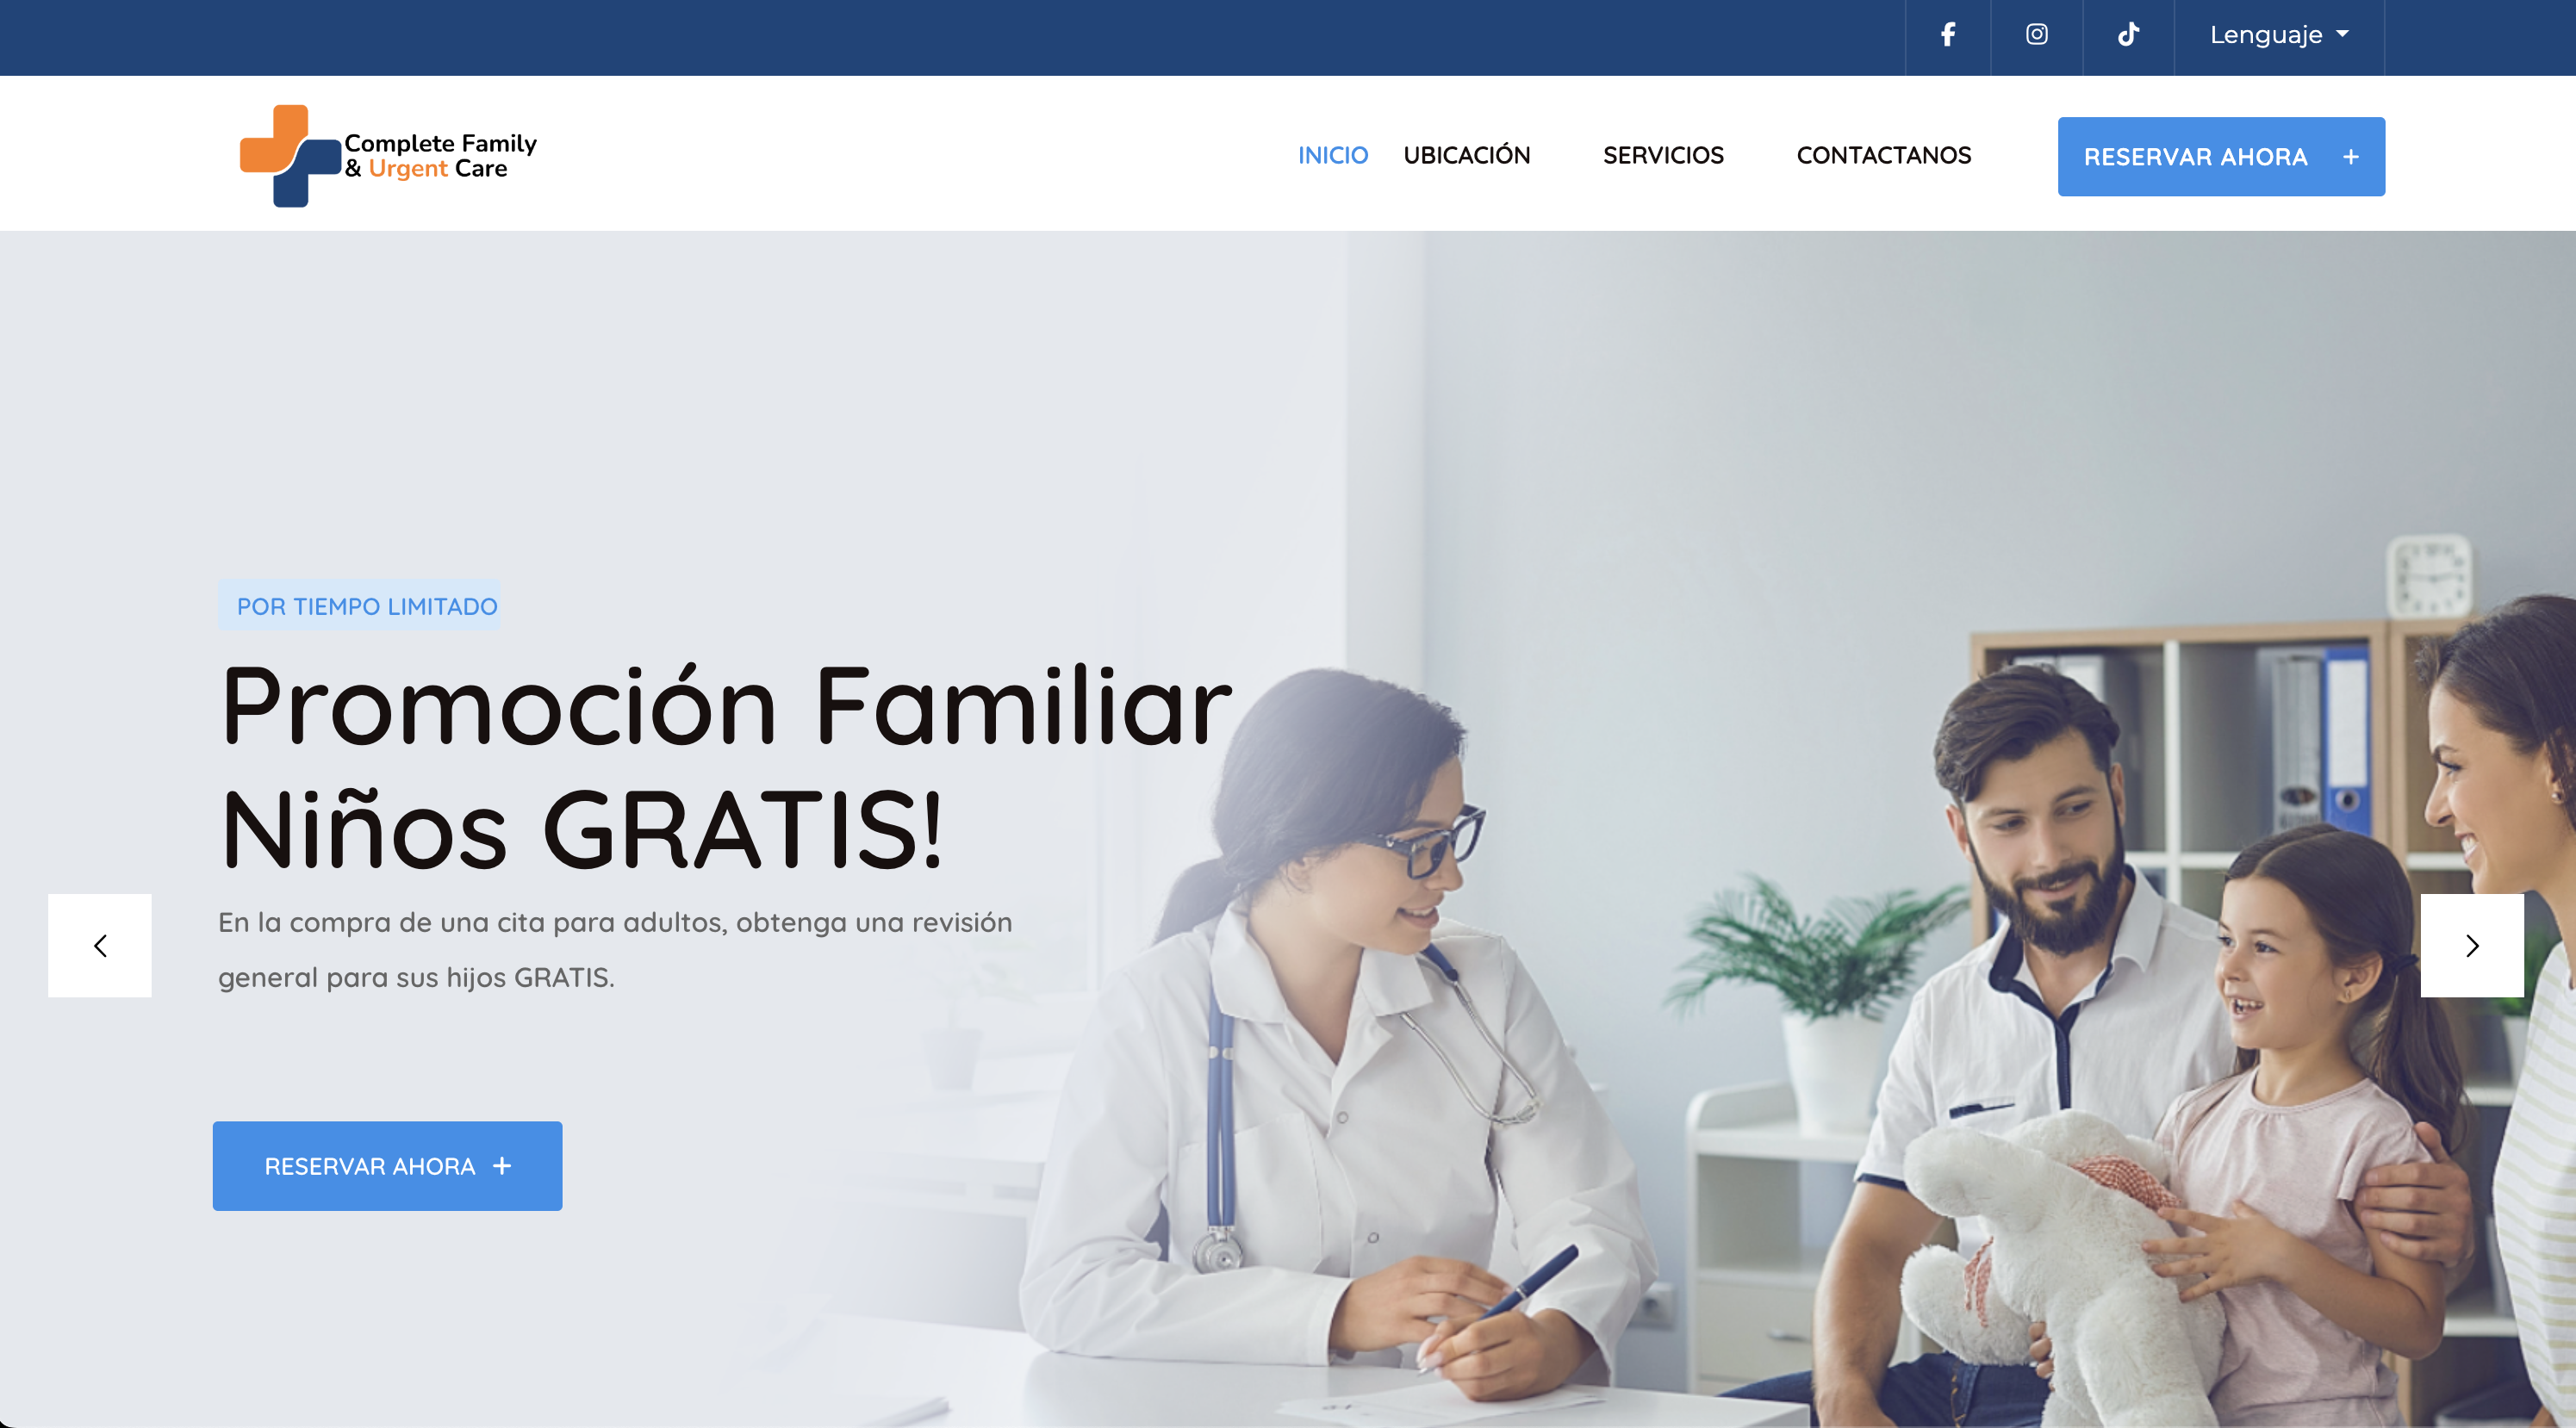 Lenguaje
Complete Family
& Urgent Care
INICIO
UBICACIÓN
SERVICIOS
CONTACTANOS
RESERVAR AHORA +
POR TIEMPO LIMITADO
Promoción Familiar
Niños GRATIS!
En la compra de una cita para adultos, obtenga una revisión
general para sus hijos GRATIS.
RESERVAR AHORA +